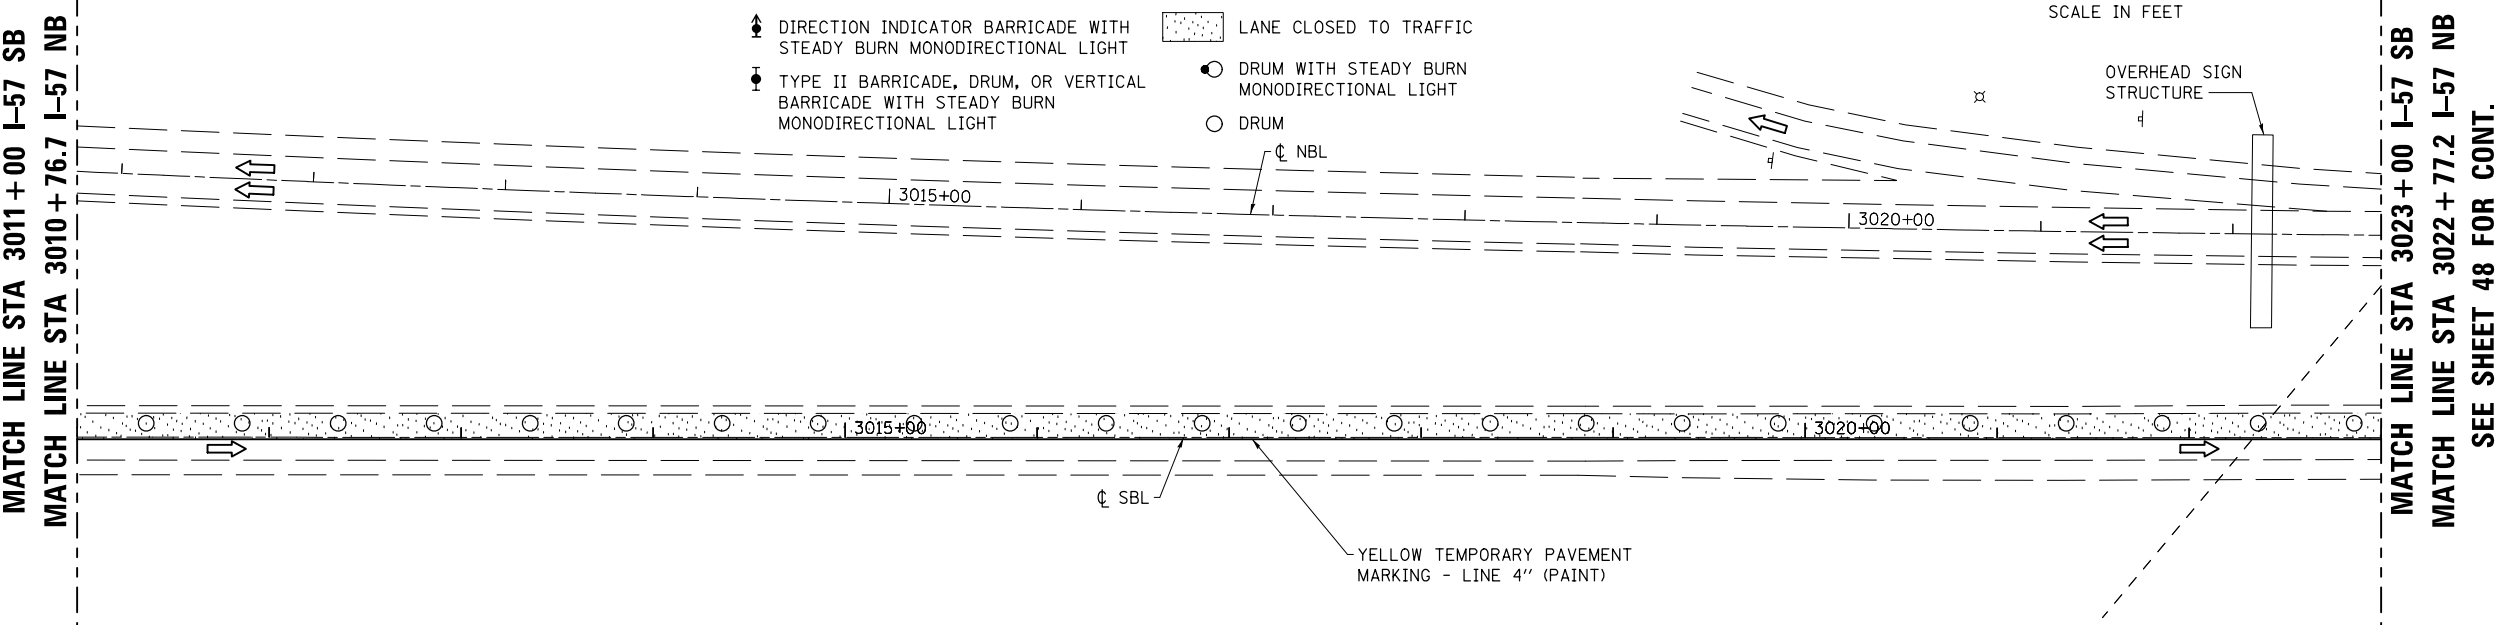 MATCH LINE STA 3011+00 I-57 SB
MATCH LINE STA 3010+76.7 I-57 NB
DIRECTION INDICATOR BARRICADE WITH
STEADY BURN MONODIRECTIONAL LIGHT
TYPE II BARRICADE, DRUM, OR VERTICAL
BARRICADE WITH STEADY BURN
MONODIRECTIONAL LIGHT
LANE CLOSED TO TRAFFIC
DRUM WITH STEADY BURN
MONODIRECTIONAL LIGHT
DRUM
SCALE IN FEET
OVERHEAD SIGN
STRUCTURE
℄ NBL
3015+00
3020+00
3015+00
3020+00
℄ SBL
YELLOW TEMPORARY PAVEMENT
MARKING - LINE 4" (PAINT)
MATCH LINE STA 3023+00 I-57 SB
MATCH LINE STA 3022+77.2 I-57 NB
SEE SHEET 48 FOR CONT.